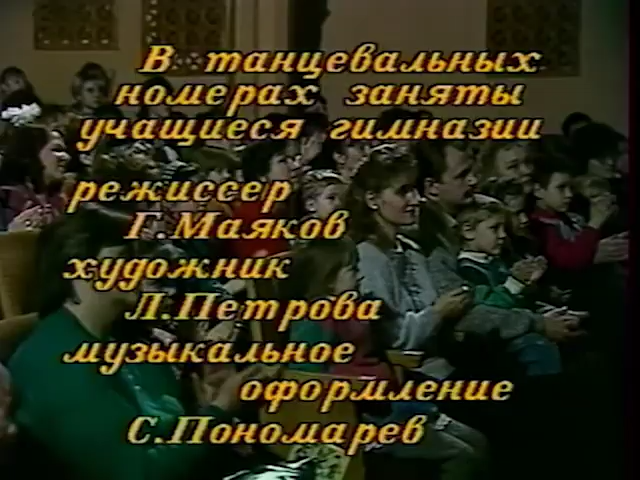 В танцевальных
номерах заняты
учащиеся гимназии
режиссер
Г.Маяков
художник
Л.Петрова
музыкальное
оформление
С.Пономарев